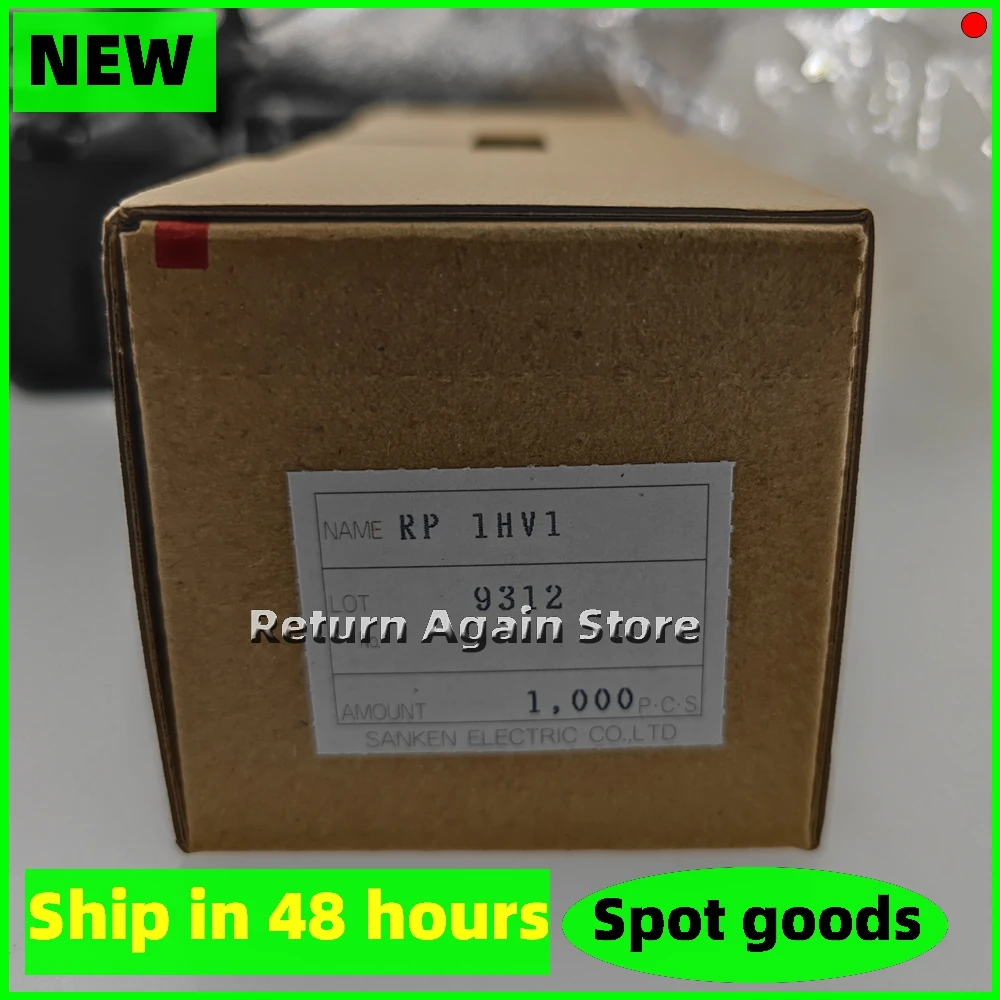 NEW
NAME RP 1HV1
LOT 9312
Return Again Store
NO.
AMOUNT 1,000 P·C·S
SANKEN ELECTRIC CO.,LTD
Ship in 48 hours
Spot goods